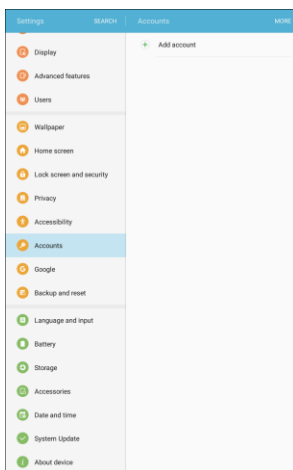 Settings
SEARCH
Accounts
MORE
Display
Advanced features
Users
Wallpaper
Home screen
Lock screen and security
Privacy
Accessibility
Accounts
Google
Backup and reset
Language and input
Battery
Storage
Accessories
Date and time
System Update
About device
Add account